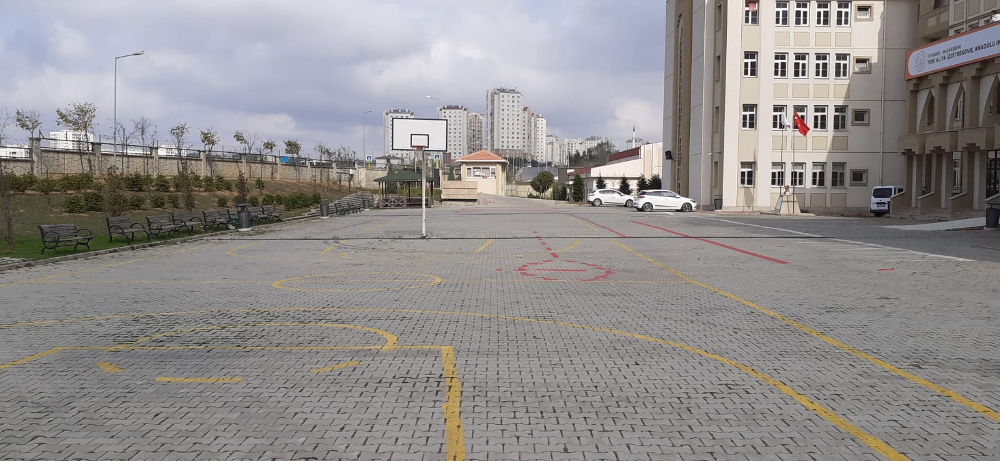 İSTANBUL - BAŞAKŞEHİR
TOKİ ALİYA İZZETBEGOVİÇ ANADOLU İM